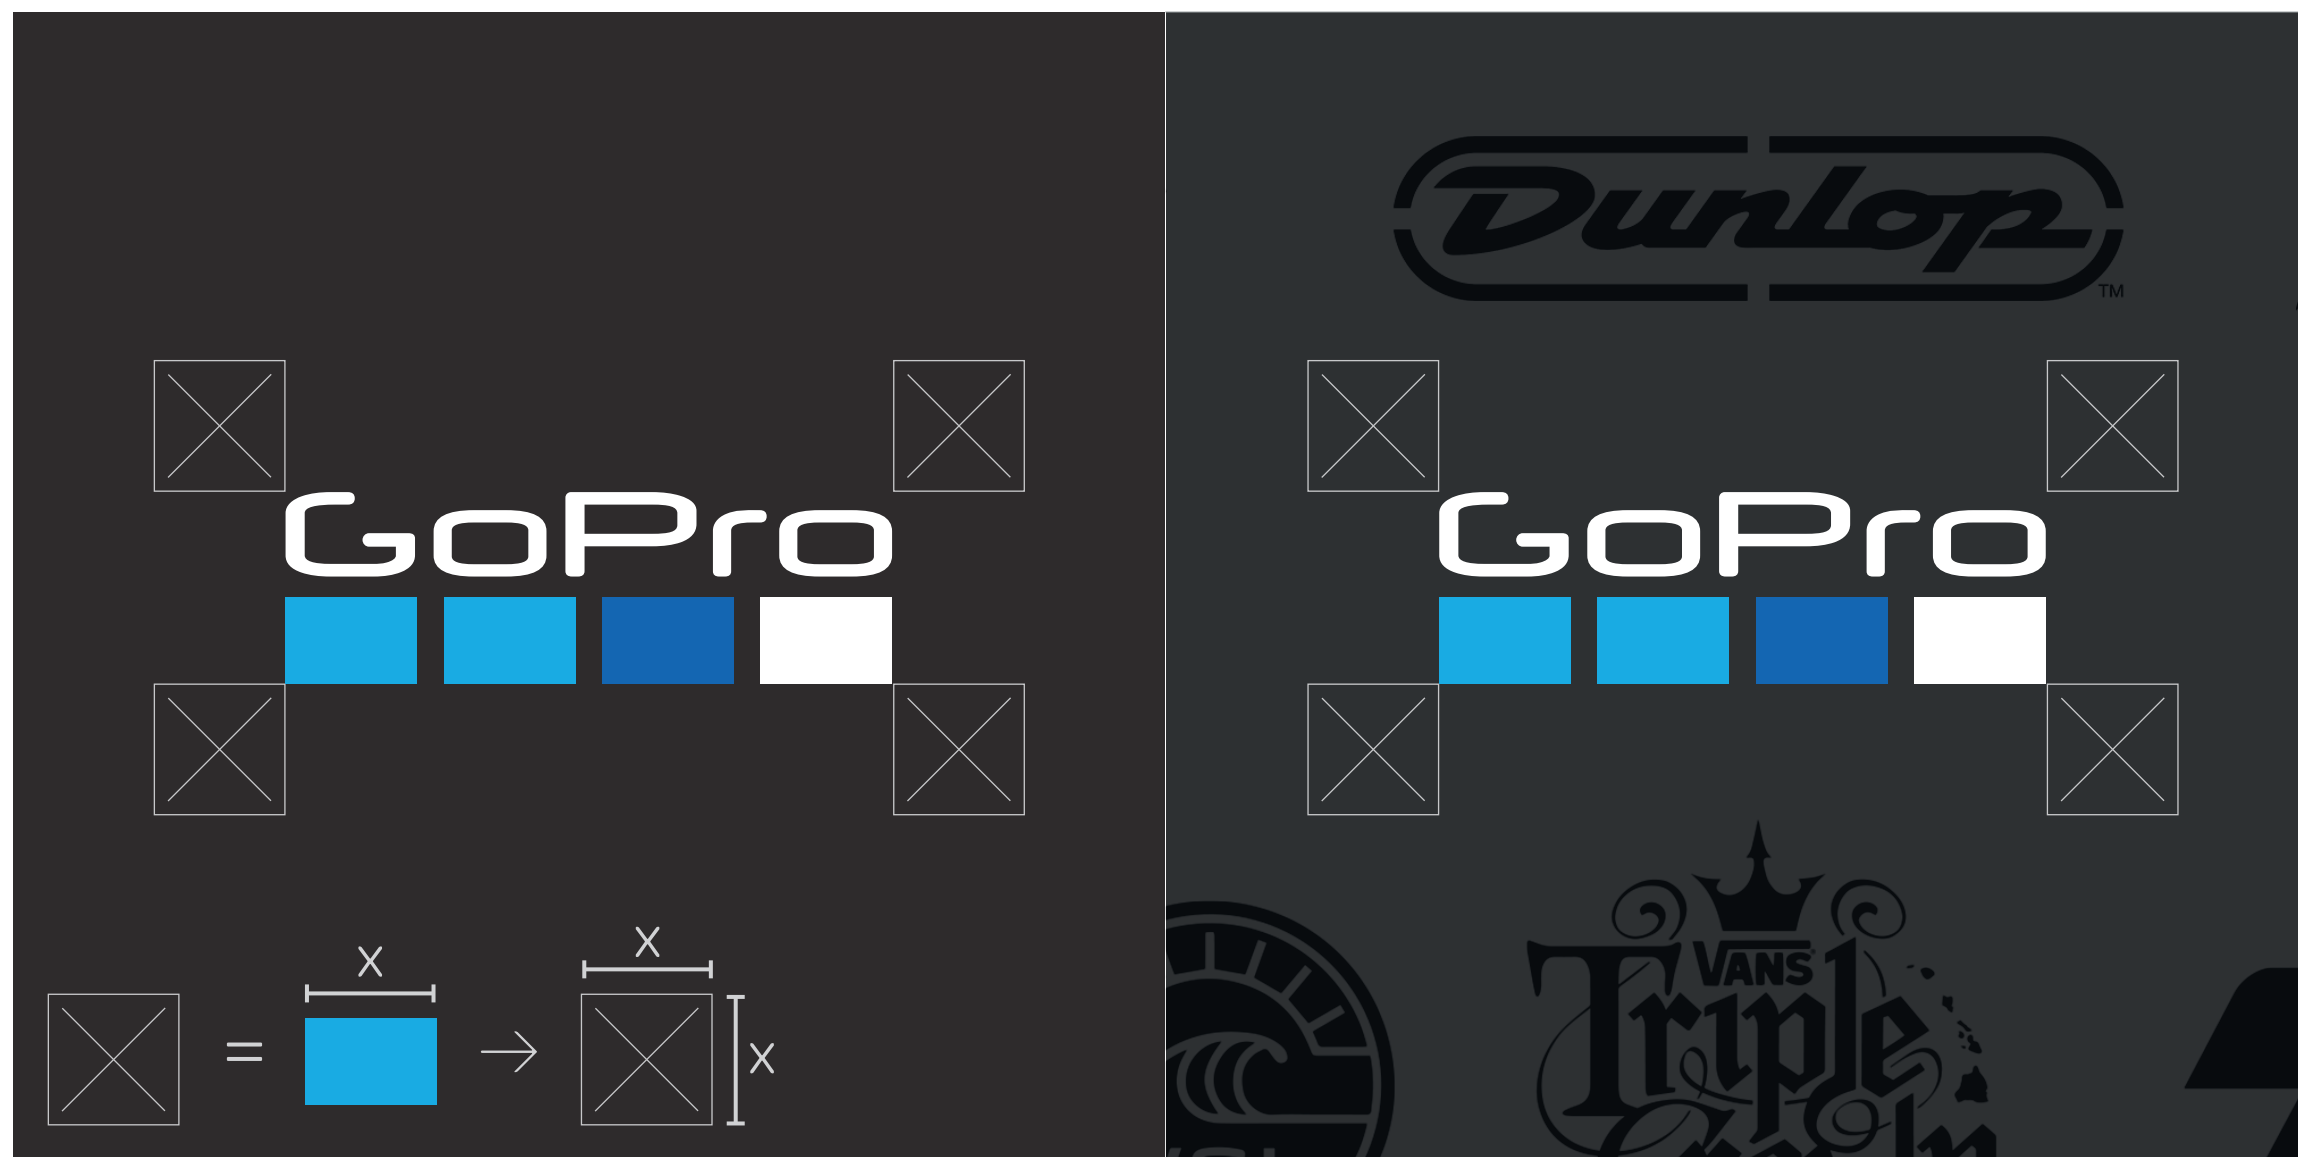 GoPro
X
X
=
X
Dunlop
TM
GoPro
VANS
Triple